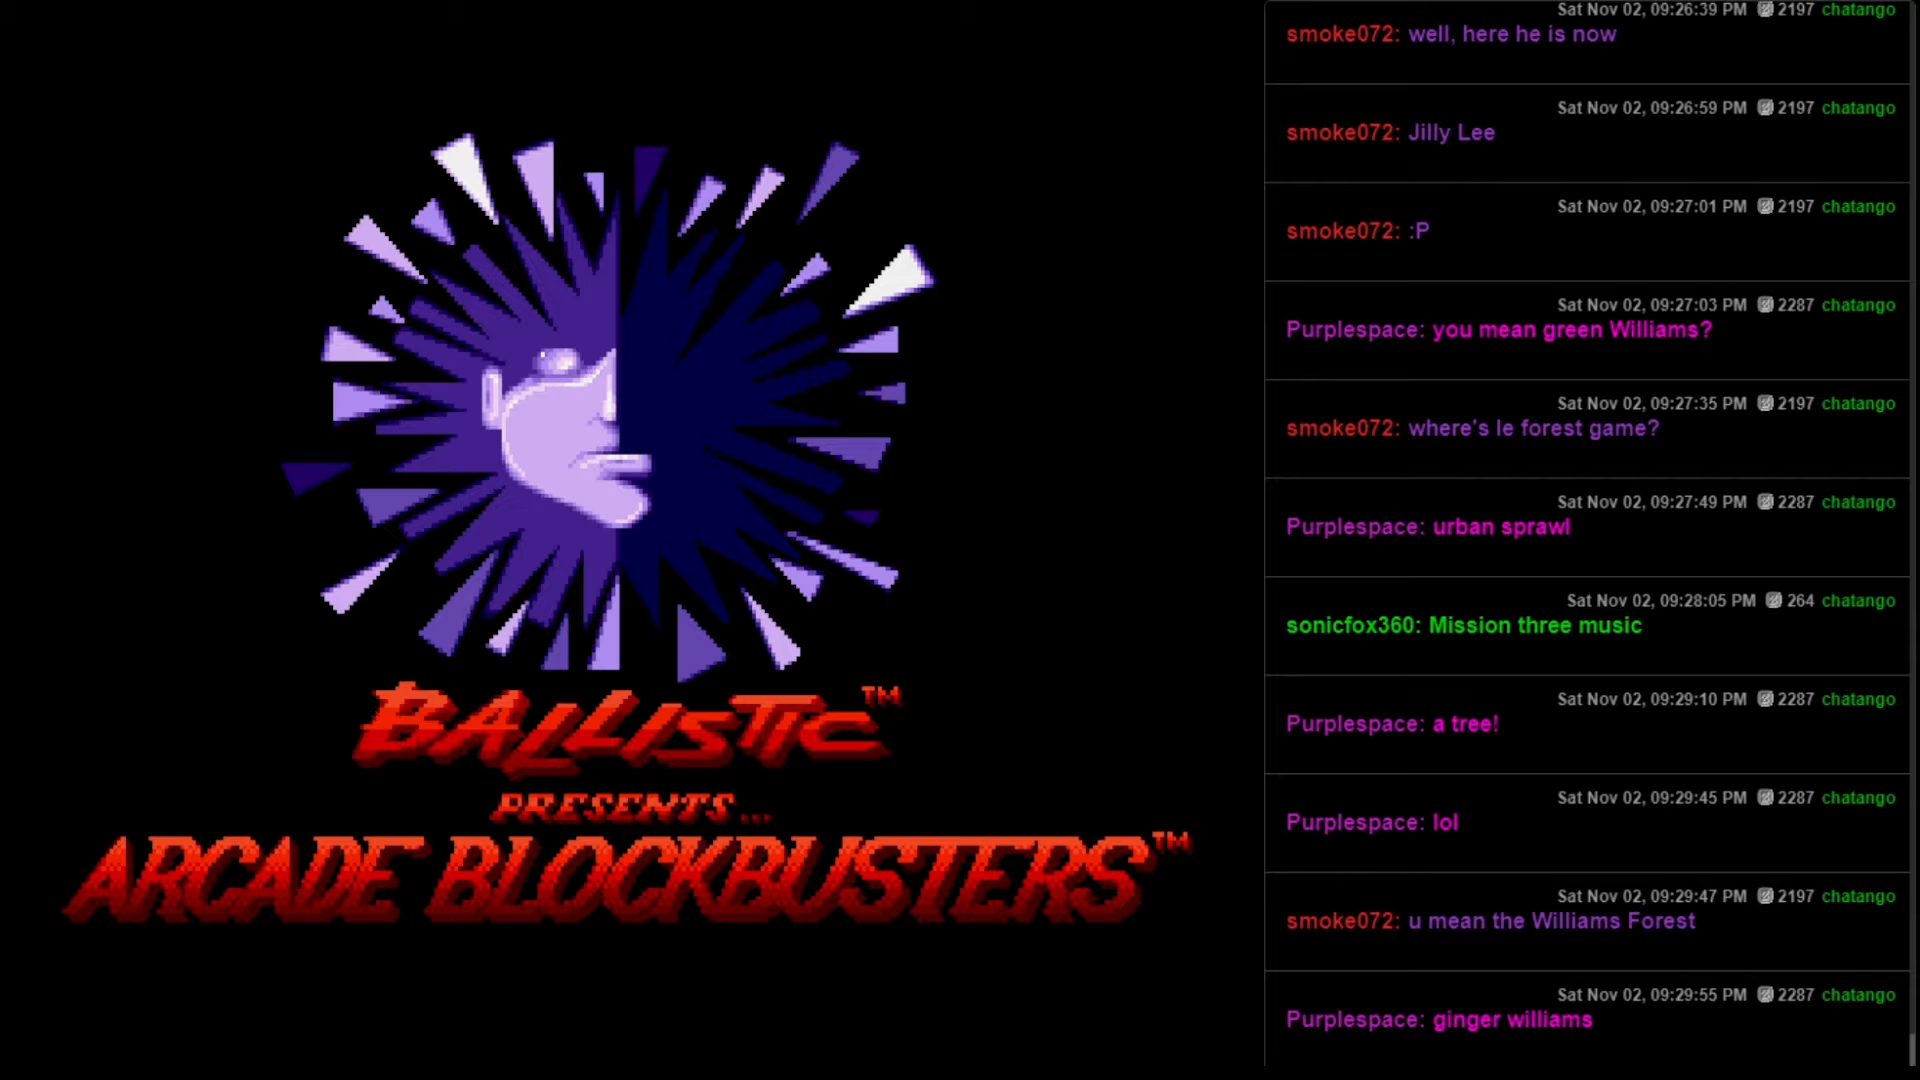 BALLISTIC™
PRESENTS...
ARCADE BLOCKBUSTERS™
Sat Nov 02, 09:26:39 PM 2197 chatango
smoke072: well, here he is now
Sat Nov 02, 09:26:59 PM 2197 chatango
smoke072: Jilly Lee
Sat Nov 02, 09:27:01 PM 2197 chatango
smoke072: :P
Sat Nov 02, 09:27:03 PM 2287 chatango
Purplespace: you mean green Williams?
Sat Nov 02, 09:27:35 PM 2197 chatango
smoke072: where's le forest game?
Sat Nov 02, 09:27:49 PM 2287 chatango
Purplespace: urban sprawl
Sat Nov 02, 09:28:05 PM 264 chatango
sonicfox360: Mission three music
Sat Nov 02, 09:29:10 PM 2287 chatango
Purplespace: a tree!
Sat Nov 02, 09:29:45 PM 2287 chatango
Purplespace: lol
Sat Nov 02, 09:29:47 PM 2197 chatango
smoke072: u mean the Williams Forest
Sat Nov 02, 09:29:55 PM 2287 chatango
Purplespace: ginger williams